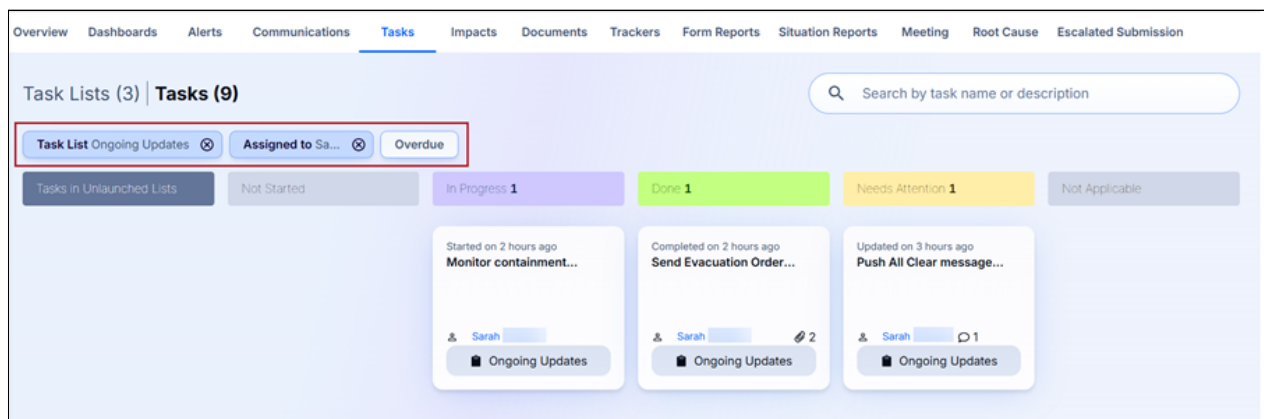 Overview Dashboards Alerts Communications Tasks Impacts Documents Trackers Form Reports Situation Reports Meeting Root Cause Escalated Submission
Task Lists (3) | Tasks (9)
Search by task name or description
Task List Ongoing Updates Assigned to Sa... Overdue
Tasks in Unlaunched Lists Not Started In Progress 1 Done 1 Needs Attention 1 Not Applicable
Started on 2 hours ago
Monitor containment...
Sarah
Ongoing Updates
Completed on 2 hours ago
Send Evacuation Order...
Sarah 2
Ongoing Updates
Updated on 3 hours ago
Push All Clear message...
Sarah 1
Ongoing Updates